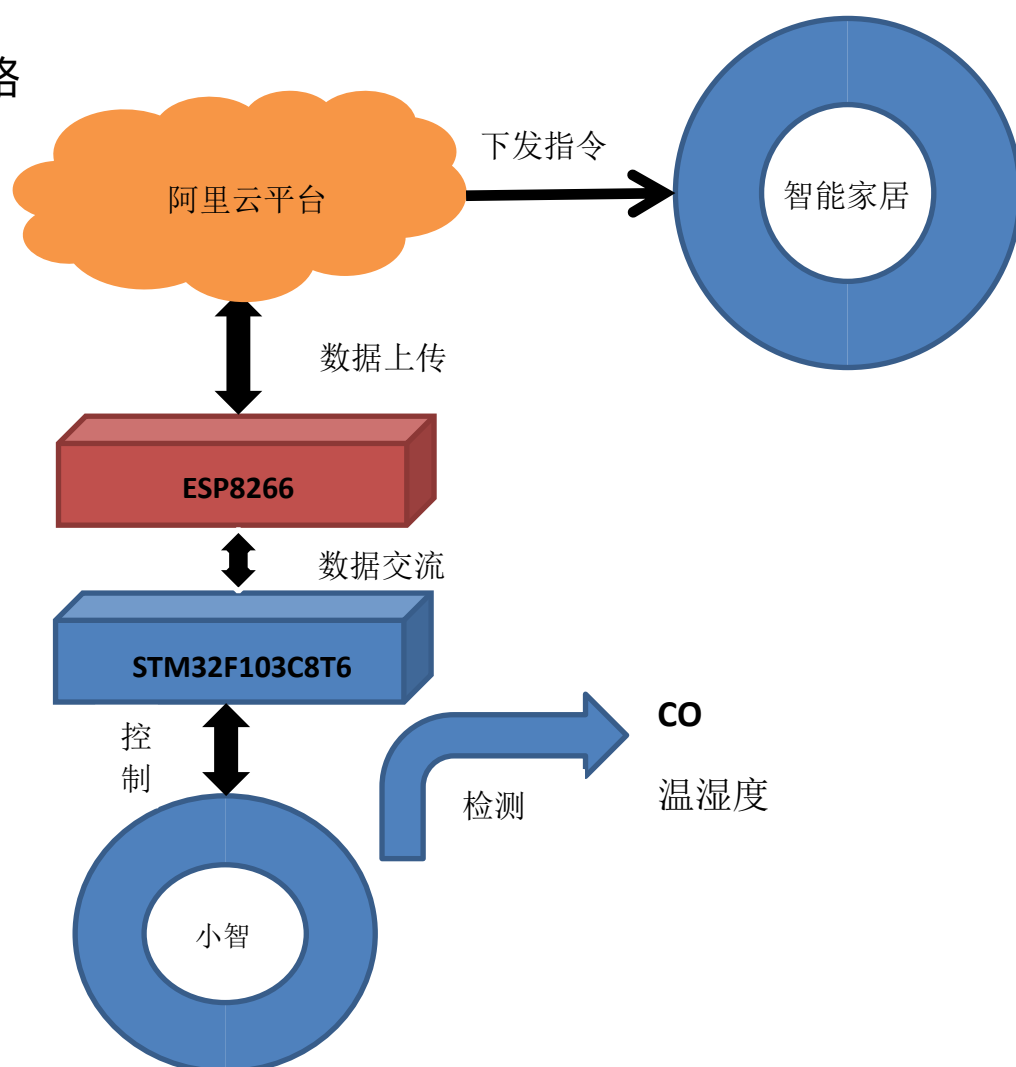 路
下发指令
阿里云平台
智能家居
数据上传
ESP8266
数据交流
STM32F103C8T6
控
制
CO
温湿度
检测
小智